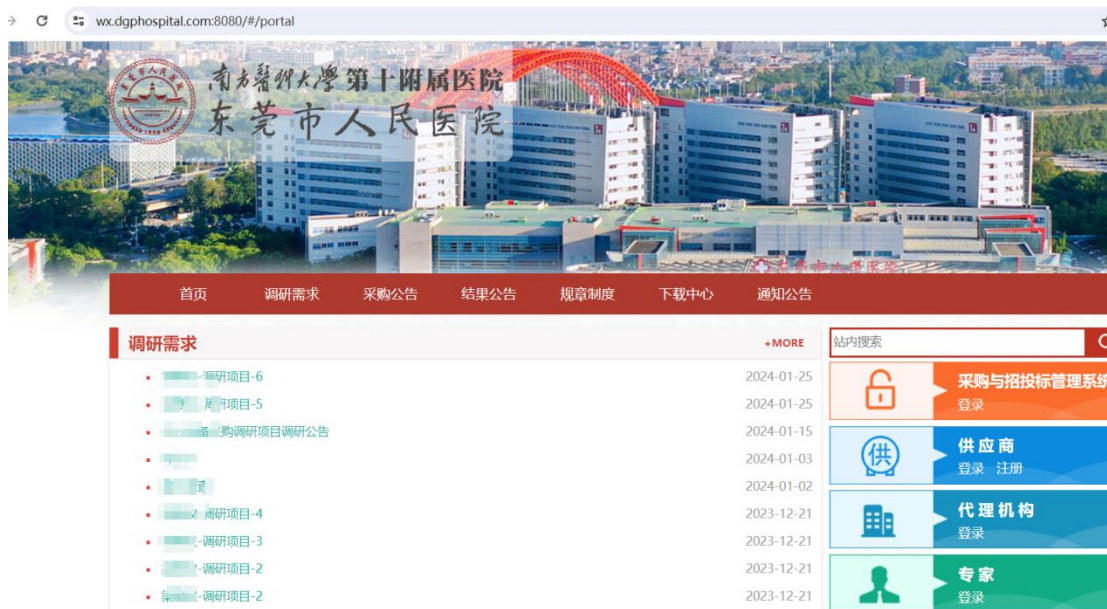 wx.dgphospital.com:8080/#/portal
南方醫科大學第十附属医院
东莞市人民医院
首页 调研需求 采购公告 结果公告 规章制度 下载中心 通知公告
调研需求 +MORE
站内搜索
-调研项目-6 2024-01-25
调研项目-5 2024-01-25
采购调研项目调研公告 2024-01-15
2024-01-03
2024-01-02
调研项目-4 2023-12-21
-调研项目-3 2023-12-21
-调研项目-2 2023-12-21
-调研项目-2 2023-12-21
采购与招投标管理系统
登录
供应商
登录 注册
代理机构
登录
专家
登录